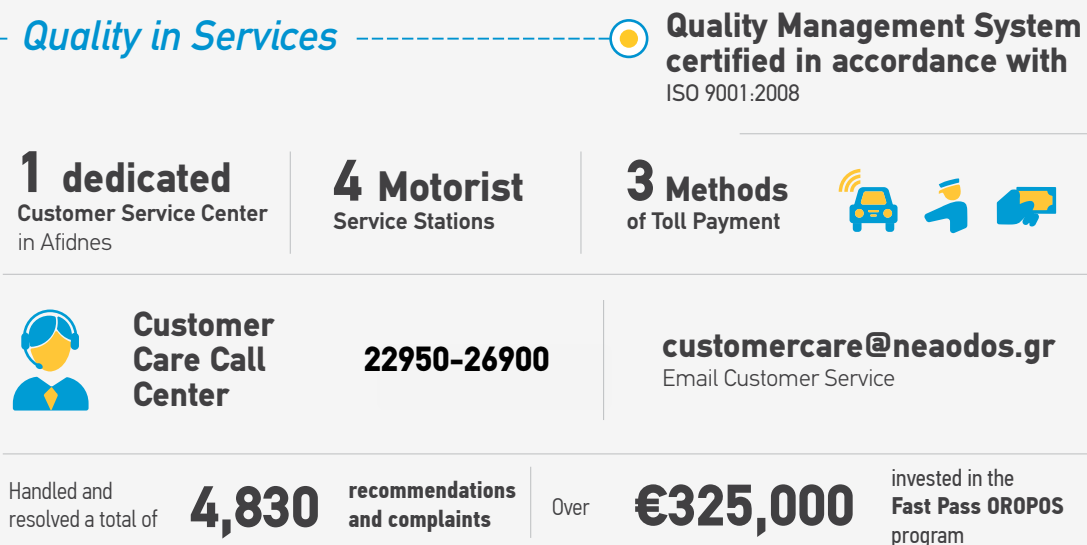 Quality in Services
Quality Management System
certified in accordance with
ISO 9001:2008
1 dedicated
Customer Service Center
in Afidnes
4 Motorist
Service Stations
3 Methods
of Toll Payment
Customer
Care Call
Center
22950-26900
customercare@neaodos.gr
Email Customer Service
Handled and
resolved a total of
4,830
recommendations
and complaints
Over
€325,000
invested in the
Fast Pass OROPOS
program